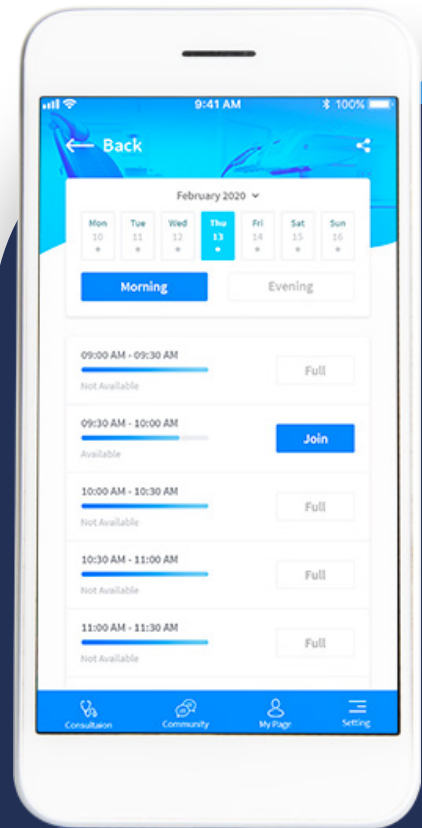 9:41 AM 100%
Back
February 2020
Mon Tue Wed Thu Fri Sat Sun
10 11 12 13 14 15 16
Morning Evening
09:00 AM - 09:30 AM
Full
Not Available
09:30 AM - 10:00 AM
Join
Available
10:00 AM - 10:30 AM
Full
Not Available
10:30 AM - 11:00 AM
Full
Not Available
11:00 AM - 11:30 AM
Full
Not Available
Consultaion Community My Page Setting